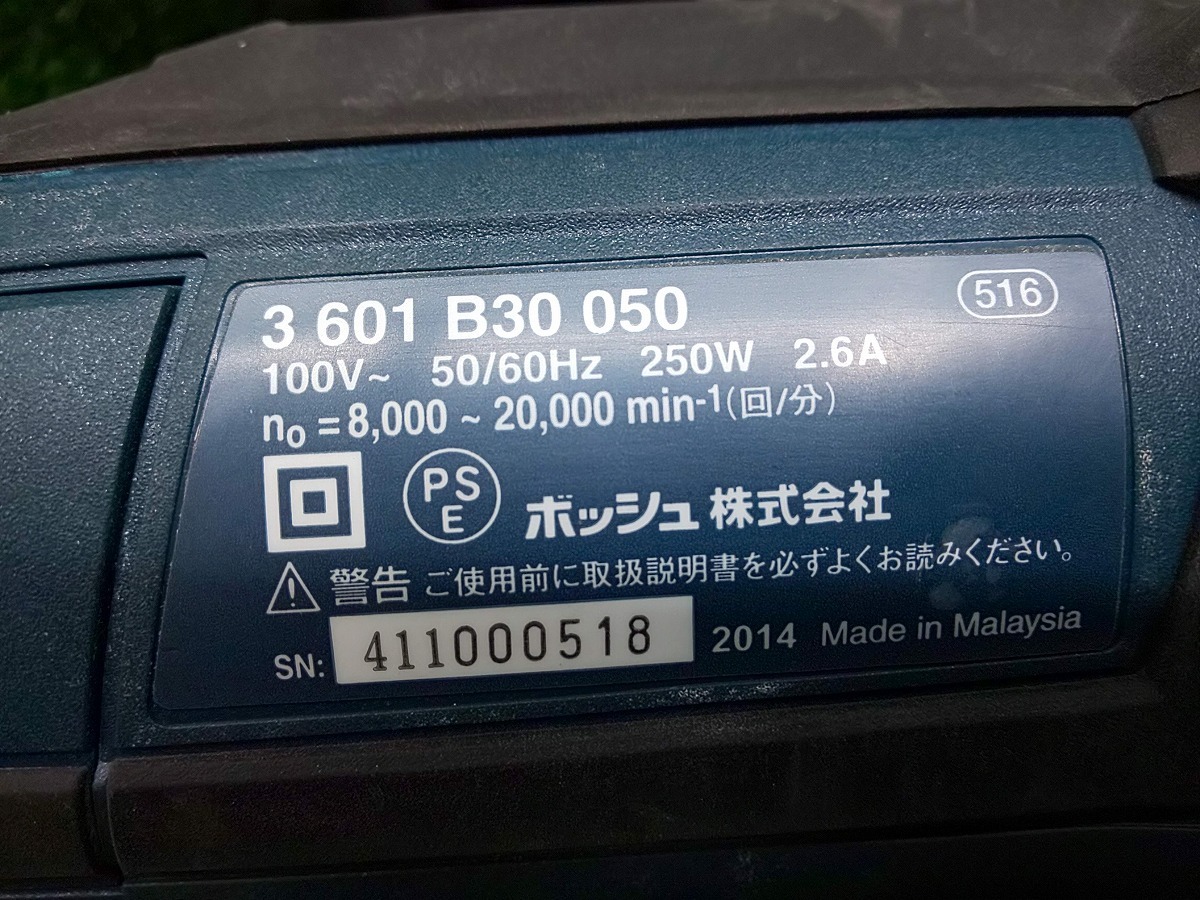 3 601 B30 050 516
100V~ 50/60Hz 250W 2.6A
n0 = 8,000 ~ 20,000 min-1(回/分)
PS
E
ボッシュ株式会社
警告 ご使用前に取扱説明書を必ずよくお読みください。
SN: 411000518 2014 Made in Malaysia